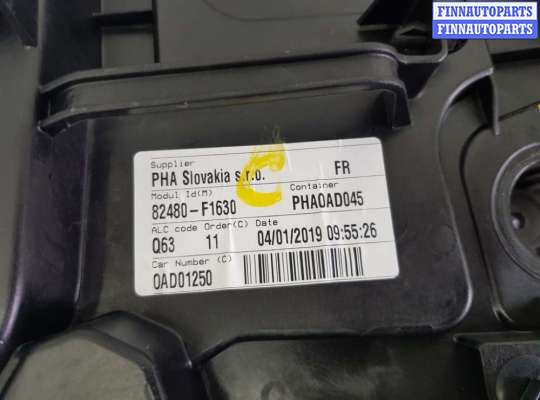 FINNAUTOPARTS
FINNAUTOPARTS
FINNAUTOPARTS
Supplier
PHA Slovakia s.r.o. FR
Modul Id(M) Container
82480-F1630 PHA0AD045
ALC code Order(C) Date
Q63 11 04/01/2019 09:55:26
Car Number (C)
0AD01250
C